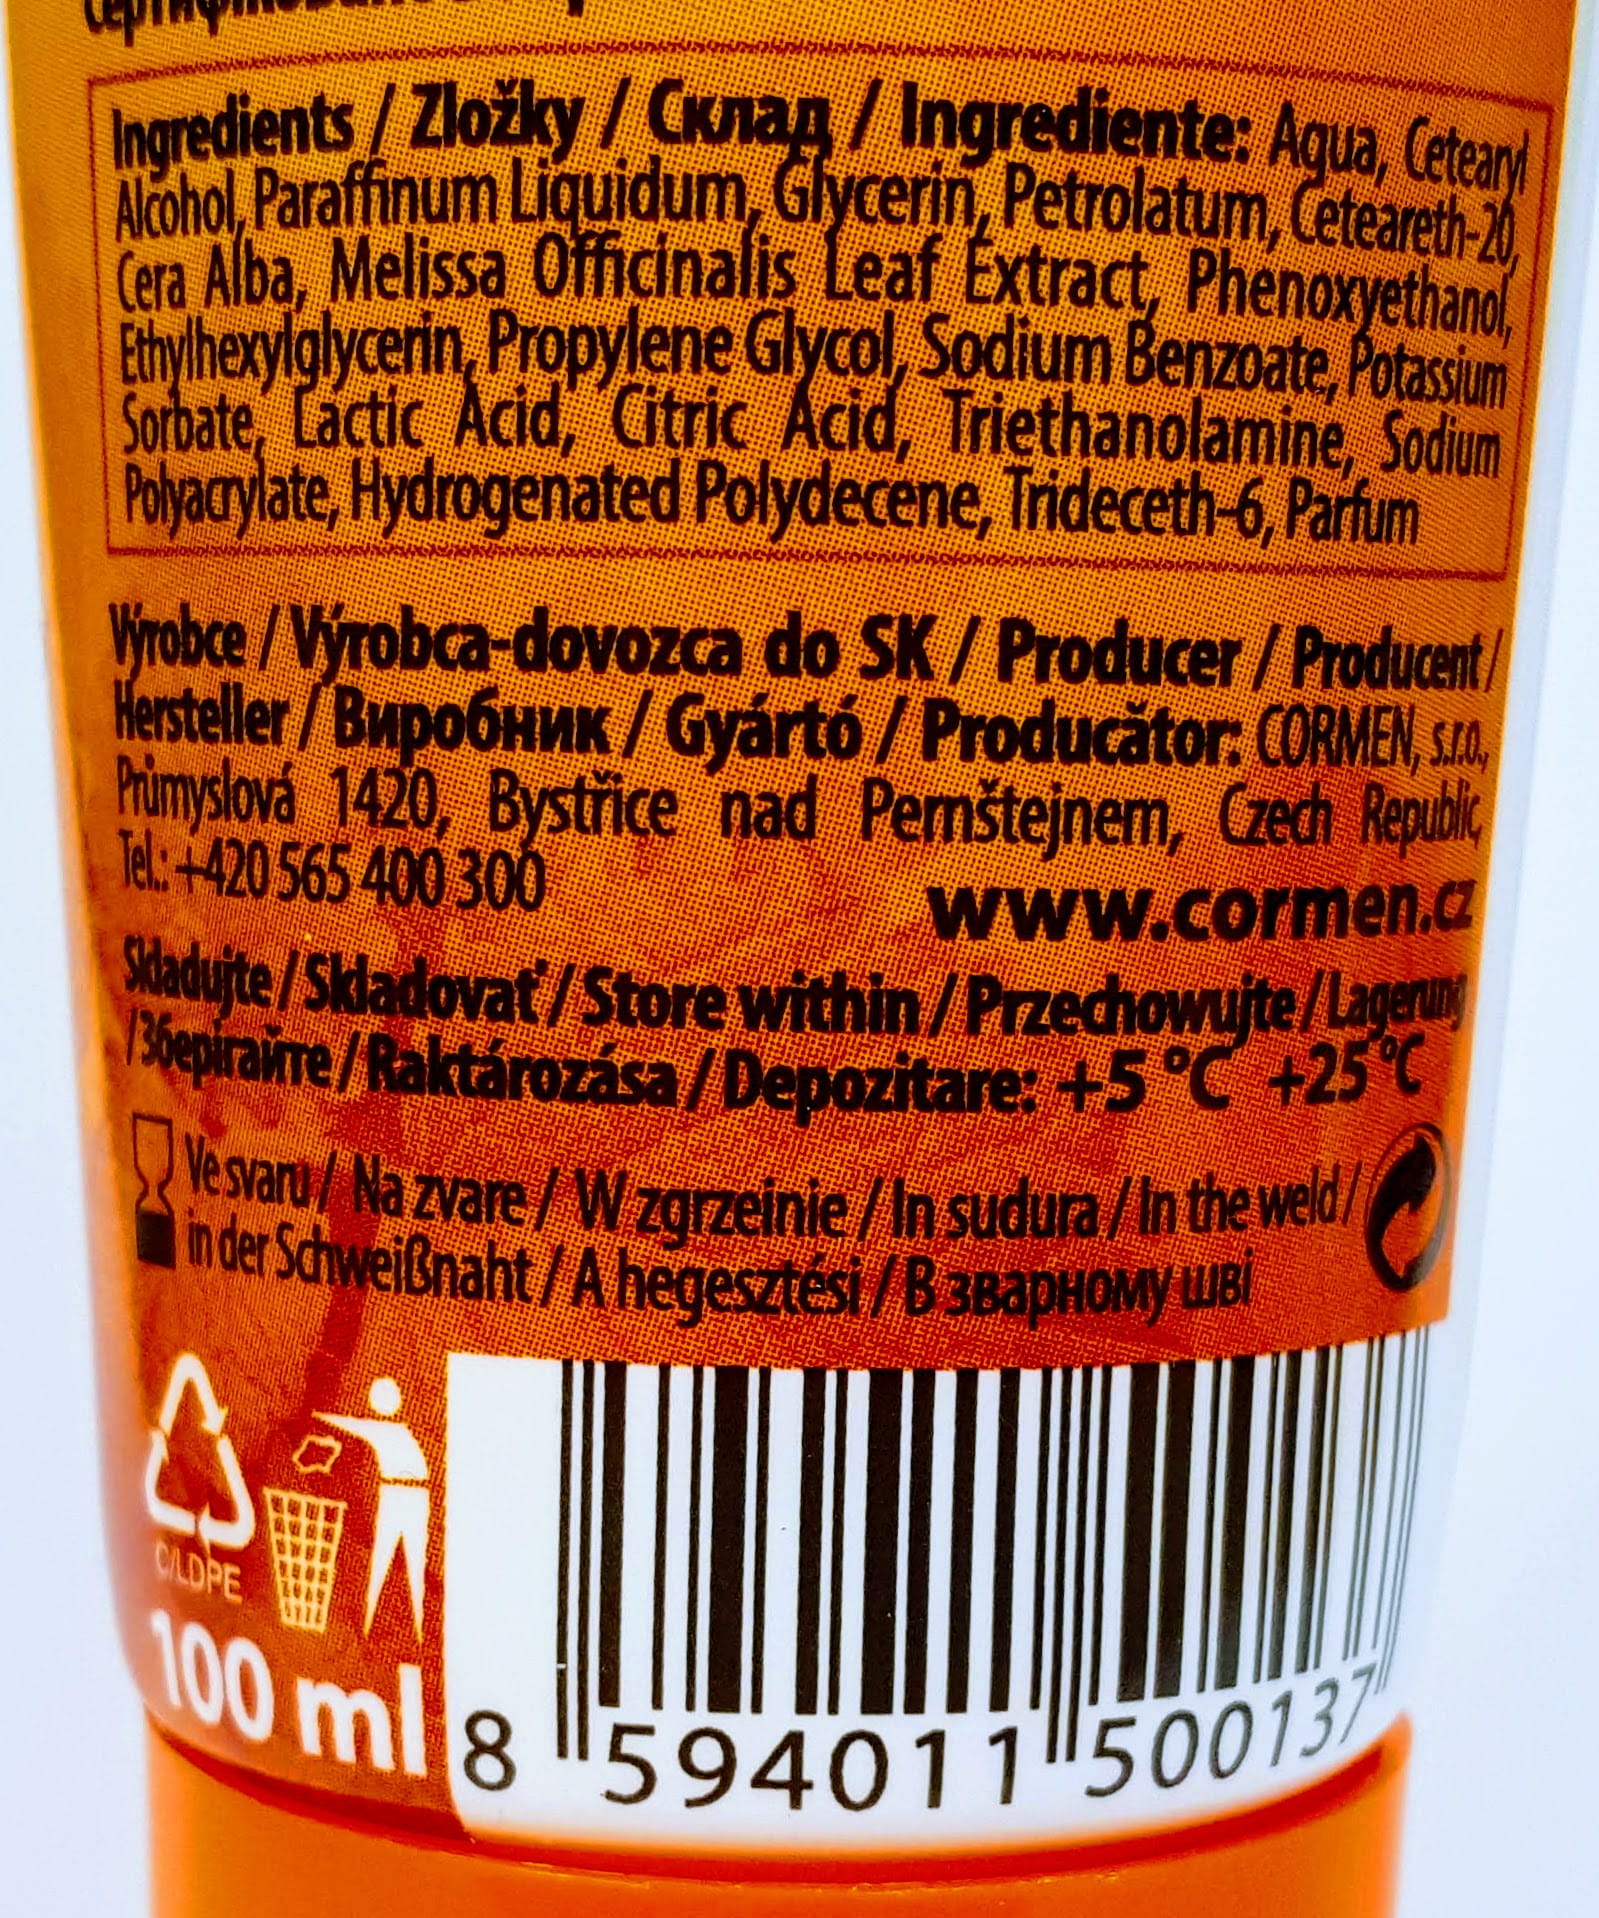 Ingredients / Zložky / Склад / Ingrediente: Aqua, Cetearyl
Alcohol, Paraffinum Liquidum, Glycerin, Petrolatum, Ceteareth-20,
Cera Alba, Melissa Officinalis Leaf Extract, Phenoxyethanol,
Ethylhexylglycerin, Propylene Glycol, Sodium Benzoate, Potassium
Sorbate, Lactic Acid, Citric Acid, Triethanolamine, Sodium
Polyacrylate, Hydrogenated Polydecene, Trideceth-6, Parfum
Výrobce / Výrobca-dovozca do SK / Producer / Producent /
Hersteller / Виробник / Gyártó / Producător: CORMEN, s.r.o.,
Průmyslová 1420, Bystřice nad Pernštejnem, Czech Republic,
Tel.: +420 565 400 300 www.cormen.cz
Skladujte / Skladovať / Store within / Przechowujte / Lagerung
/ Зберігайте / Raktározása / Depozitare: +5 °C +25 °C
Ve svaru / Na zvare / W zgrzeinie / In sudura / In the weld /
in der Schweißnaht / A hegesztési / В зварному шві
C/LDPE
100 ml
8 594011 500137